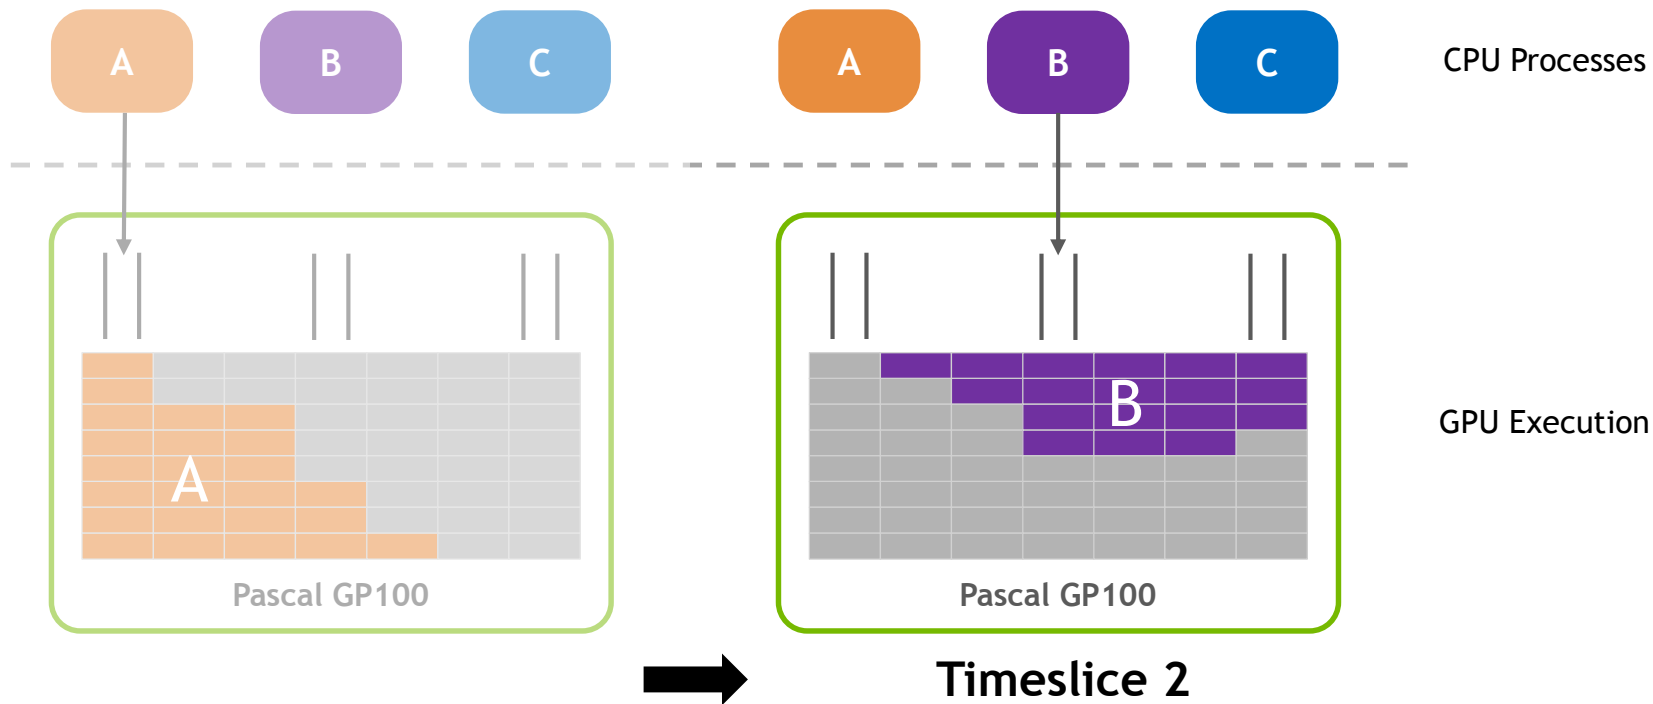 A B C A B C CPU Processes
A B GPU Execution
Pascal GP100 Pascal GP100
Timeslice 2